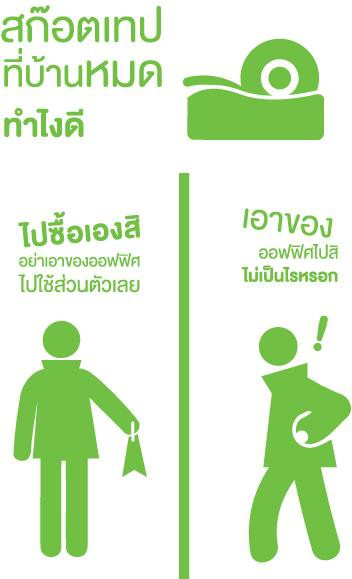 สก๊อตเทป
ที่บ้านหมด
ทำไงดี
ไปซื้อเองสิ
อย่าเอาของออฟฟิศ
ไปใช้ส่วนตัวเลย
เอาของ
ออฟฟิศไปสิ
ไม่เป็นไรหรอก
!